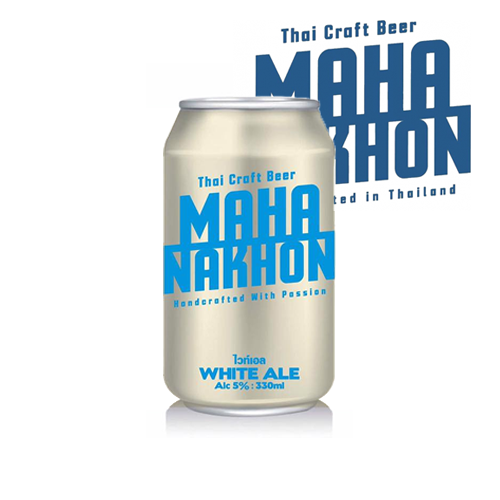 Thai Craft Beer
MAHA
NAKHON
ted in Thailand
Thai Craft Beer
MAHA
NAKHON
Handcrafted With Passion
ไวท์เอล
WHITE ALE
Alc 5% : 330ml